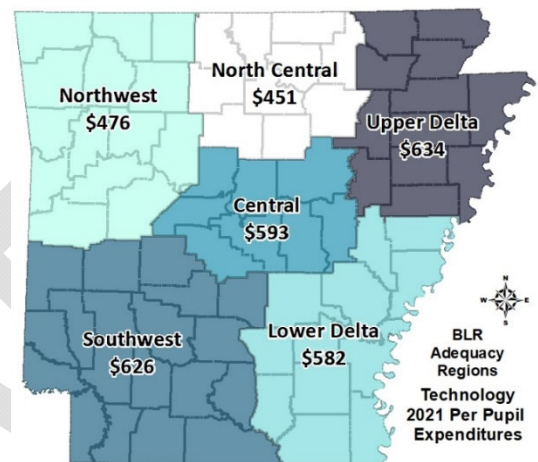 North Central
$451
Northwest
$476
Upper Delta
$634
Central
$593
Southwest
$626
Lower Delta
$582
N
W
E
S
BLR
Adequacy
Regions
Technology
2021 Per Pupil
Expenditures